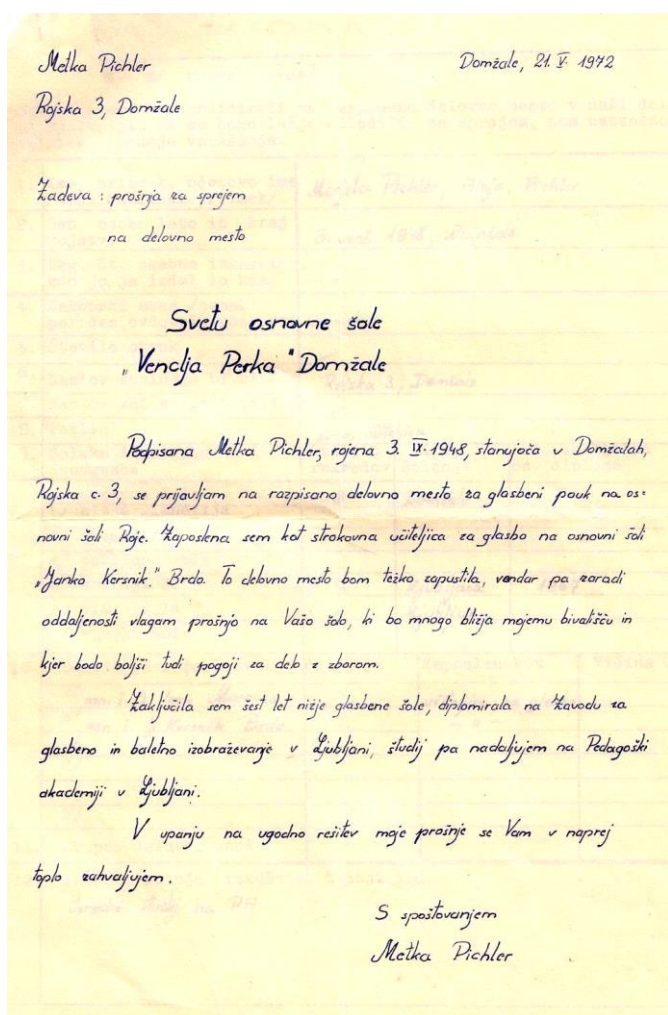 Metka Pichler
Domžale, 21. V. 1972
Rojska 3, Domžale
Zadeva : prošnja za sprejem
na delovno mesto
Svetu osnovne šole
"Venclja Perka" Domžale
Podpisana Metka Pichler, rojena 3. IX. 1948, stanujoča v Domžalah,
Rojska c. 3, se prijavljam na razpisano delovno mesto za glasbeni pouk na os=
novni šoli Roje. Zaposlena sem kot strokovna učiteljica za glasbo na osnovni šoli
"Janko Kersnik," Brdo. To delovno mesto bom težko zapustila, vendar pa zaradi
oddaljenosti vlagam prošnjo na Vašo šolo, ki bo mnogo bližja mojemu bivališču in
kjer bodo boljši tudi pogoji za delo z zborom.
Zaključila sem šest let nižje glasbene šole, diplomirala na Zavodu za
glasbeno in baletno izobraževanje v Ljubljani, študij pa nadaljujem na Pedagoški
akademiji v Ljubljani.
V upanju na ugodno rešitev moje prošnje se Vam v naprej
toplo zahvaljujem.
S spoštovanjem
Metka Pichler